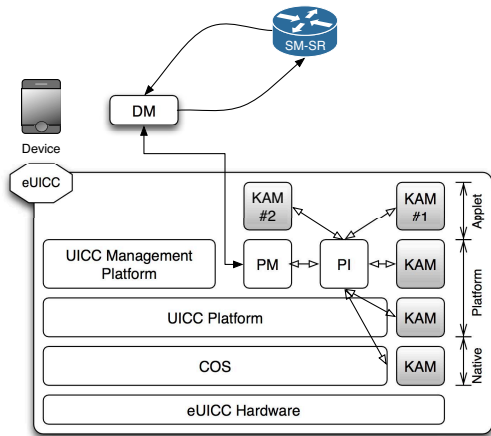 SM-SR
DM
Device
eUICC
KAM
#2
KAM
#1
Applet
UICC Management
Platform
PM
PI
KAM
Platform
UICC Platform
KAM
COS
KAM
Native
eUICC Hardware